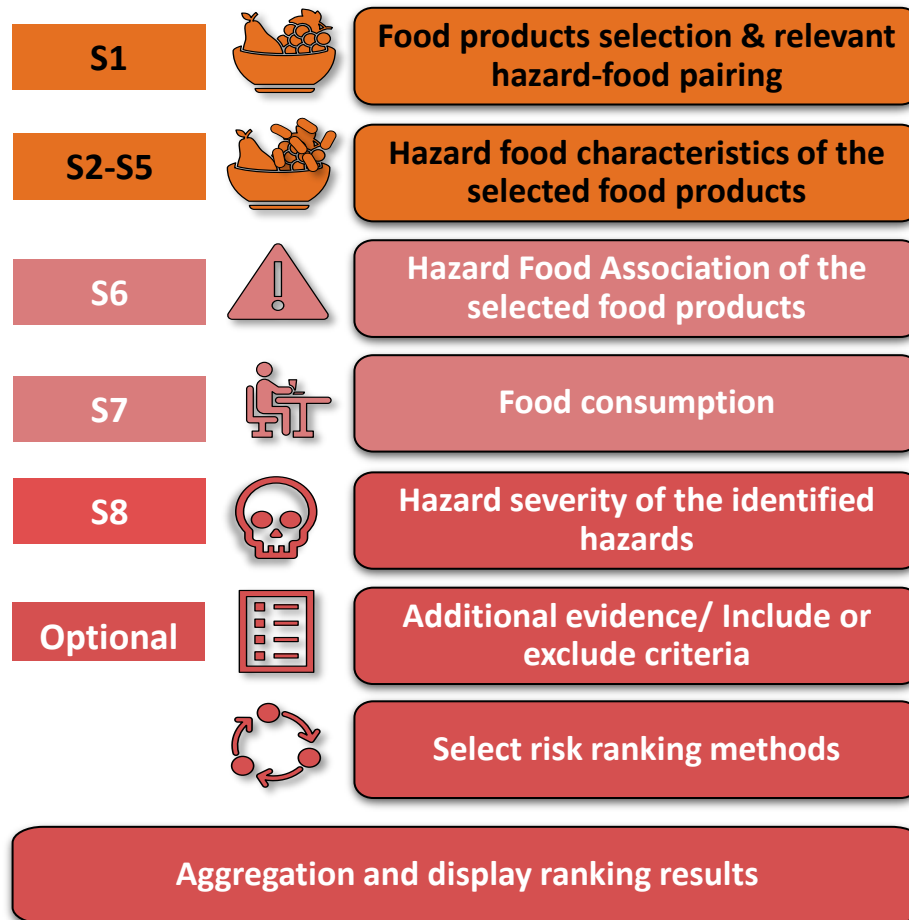 S1
Food products selection & relevant
hazard-food pairing
S2-S5
Hazard food characteristics of the
selected food products
S6
Hazard Food Association of the
selected food products
S7
Food consumption
S8
Hazard severity of the identified
hazards
Optional
Additional evidence/ Include or
exclude criteria
Select risk ranking methods
Aggregation and display ranking results